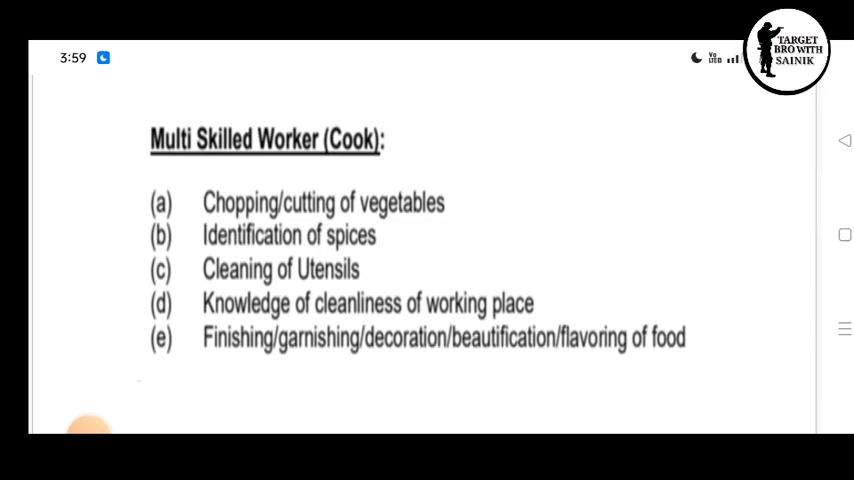 TARGET
BRO WITH
SAINIK
3:59
Multi Skilled Worker (Cook):
(a) Chopping/cutting of vegetables
(b) Identification of spices
(c) Cleaning of Utensils
(d) Knowledge of cleanliness of working place
(e) Finishing/garnishing/decoration/beautification/flavoring of food